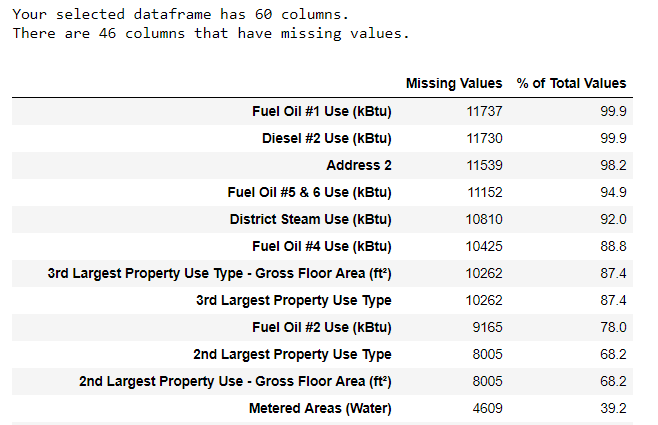 Your selected dataframe has 60 columns.
There are 46 columns that have missing values.
Missing Values % of Total Values
Fuel Oil #1 Use (kBtu) 11737 99.9
Diesel #2 Use (kBtu) 11730 99.9
Address 2 11539 98.2
Fuel Oil #5 & 6 Use (kBtu) 11152 94.9
District Steam Use (kBtu) 10810 92.0
Fuel Oil #4 Use (kBtu) 10425 88.8
3rd Largest Property Use Type - Gross Floor Area (ft²) 10262 87.4
3rd Largest Property Use Type 10262 87.4
Fuel Oil #2 Use (kBtu) 9165 78.0
2nd Largest Property Use Type 8005 68.2
2nd Largest Property Use - Gross Floor Area (ft²) 8005 68.2
Metered Areas (Water) 4609 39.2